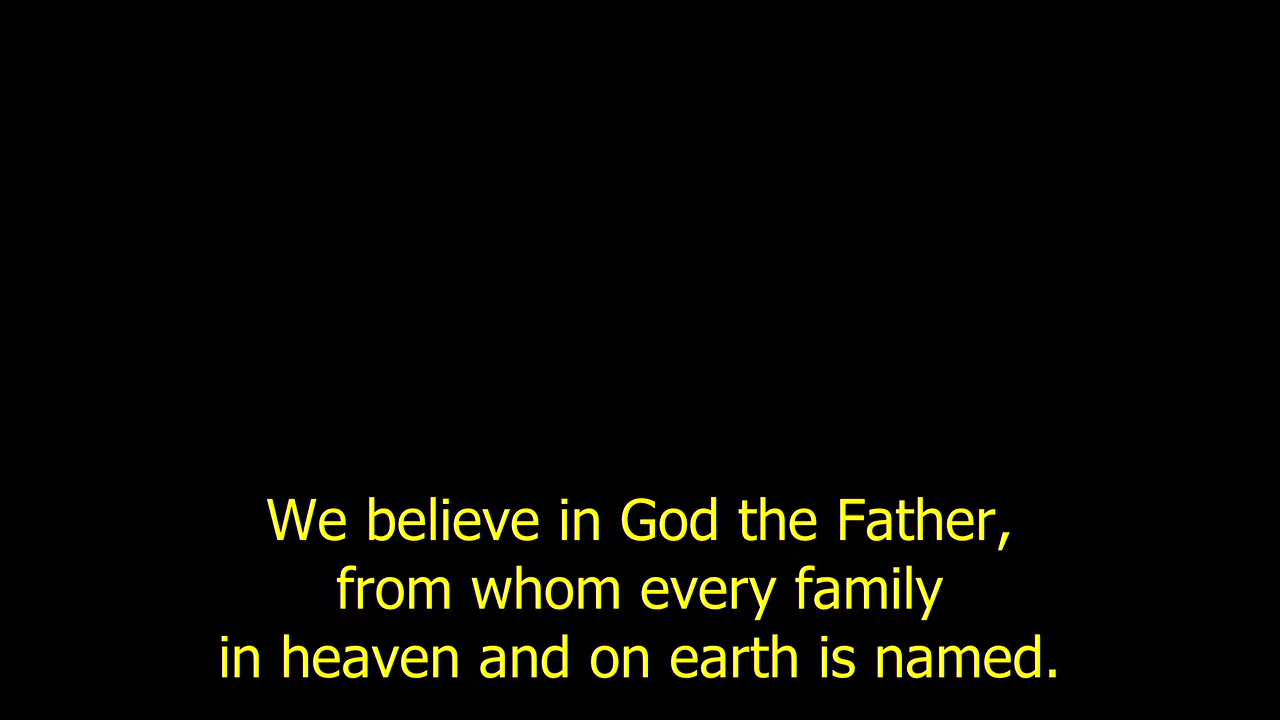 We believe in God the Father,
from whom every family
in heaven and on earth is named.